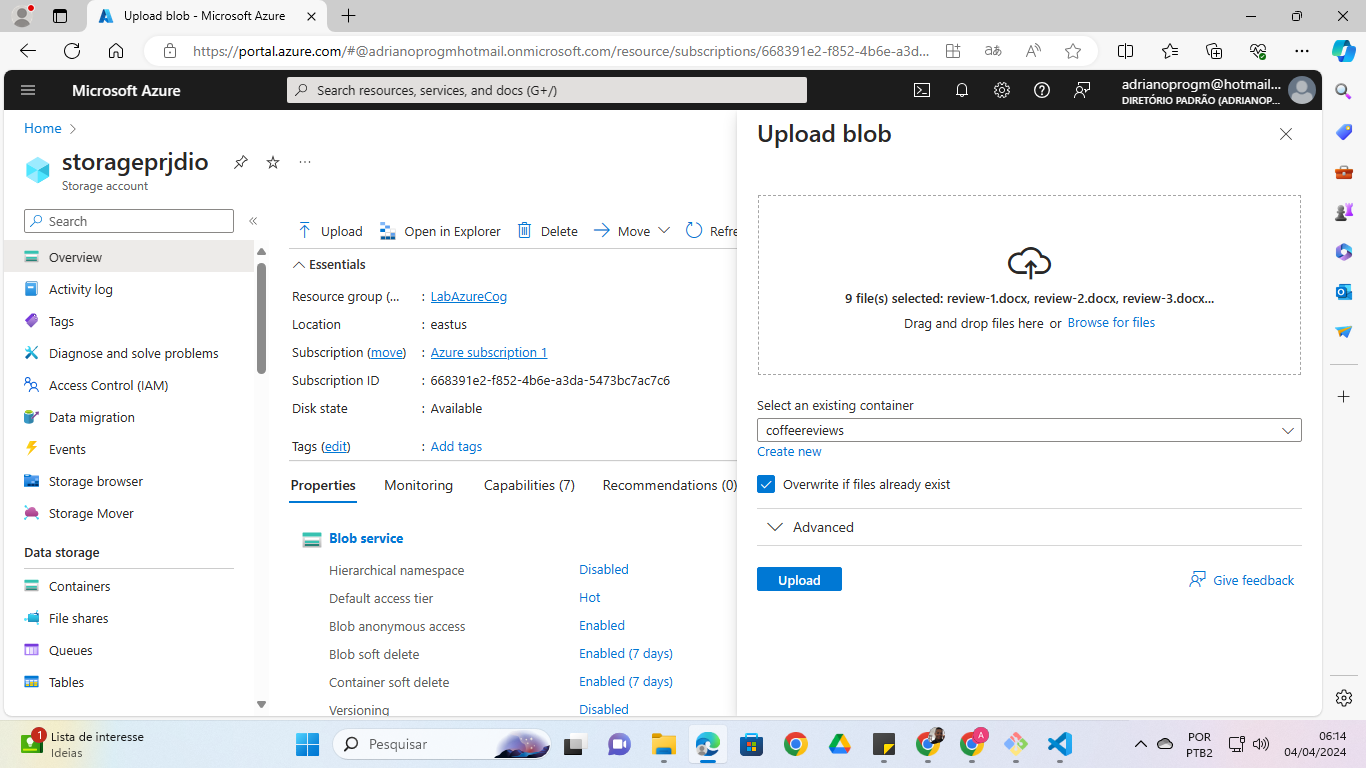 Upload blob - Microsoft Azure
https://portal.azure.com/#@adrianoprogmhotmail.onmicrosoft.com/resource/subscriptions/668391e2-f852-4b6e-a3d...
Microsoft Azure
Search resources, services, and docs (G+/)
adrianoprogm@hotmail...
DIRETÓRIO PADRÃO (ADRIANOP...
Home
storageprjdio
Storage account
Search
Overview
Activity log
Tags
Diagnose and solve problems
Access Control (IAM)
Data migration
Events
Storage browser
Storage Mover
Data storage
Containers
File shares
Queues
Tables
Upload Open in Explorer Delete Move Refre
Essentials
Resource group (... : LabAzureCog
Location : eastus
Subscription (move) : Azure subscription 1
Subscription ID : 668391e2-f852-4b6e-a3da-5473bc7ac7c6
Disk state : Available
Tags (edit) : Add tags
Properties Monitoring Capabilities (7) Recommendations (0)
Blob service
Hierarchical namespace Disabled
Default access tier Hot
Blob anonymous access Enabled
Blob soft delete Enabled (7 days)
Container soft delete Enabled (7 days)
Versioning Disabled
Upload blob
9 file(s) selected: review-1.docx, review-2.docx, review-3.docx...
Drag and drop files here or Browse for files
Select an existing container
coffeereviews
Create new
Overwrite if files already exist
Advanced
Upload
Give feedback
1
Lista de interesse
Ideias
Pesquisar
A
POR
PTB2
06:14
04/04/2024